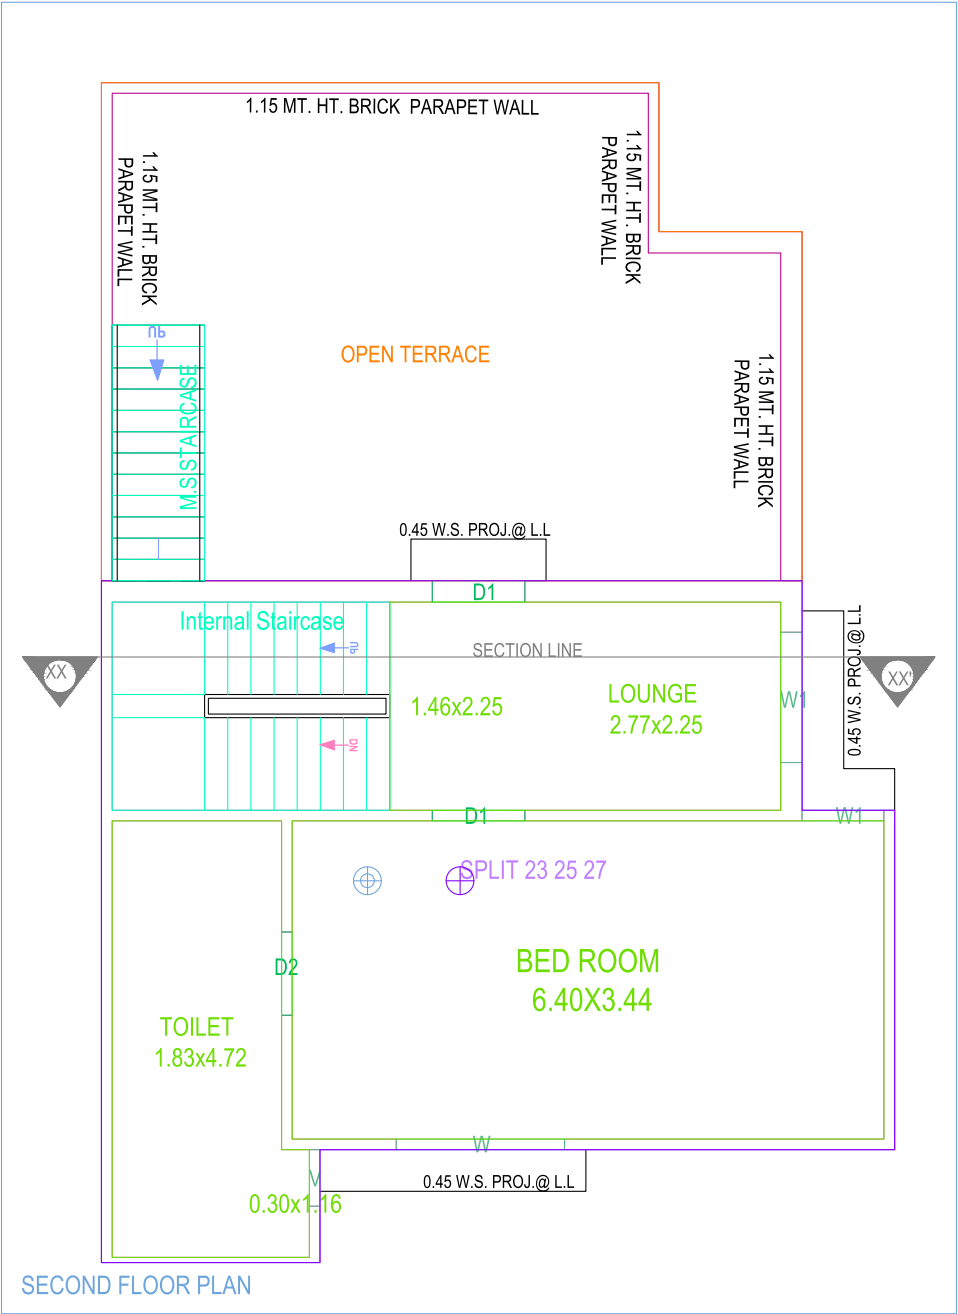 1.15 MT. HT. BRICK  PARAPET WALL
1.15 MT. HT. BRICK
PARAPET WALL
1.15 MT. HT. BRICK
PARAPET WALL
UP
OPEN TERRACE
M.S STAIRCASE
1.15 MT. HT. BRICK
PARAPET WALL
0.45 W.S. PROJ.@ L.L
D1
Internal Staircase
UP
SECTION LINE
0.45 W.S. PROJ.@ L.L
XX
XX'
LOUNGE
2.77x2.25
1.46x2.25
W1
DN
D1
W1
SPLIT 23 25 27
BED ROOM
6.40X3.44
D2
TOILET
1.83x4.72
W
V
0.45 W.S. PROJ.@ L.L
0.30x1.16
SECOND FLOOR PLAN